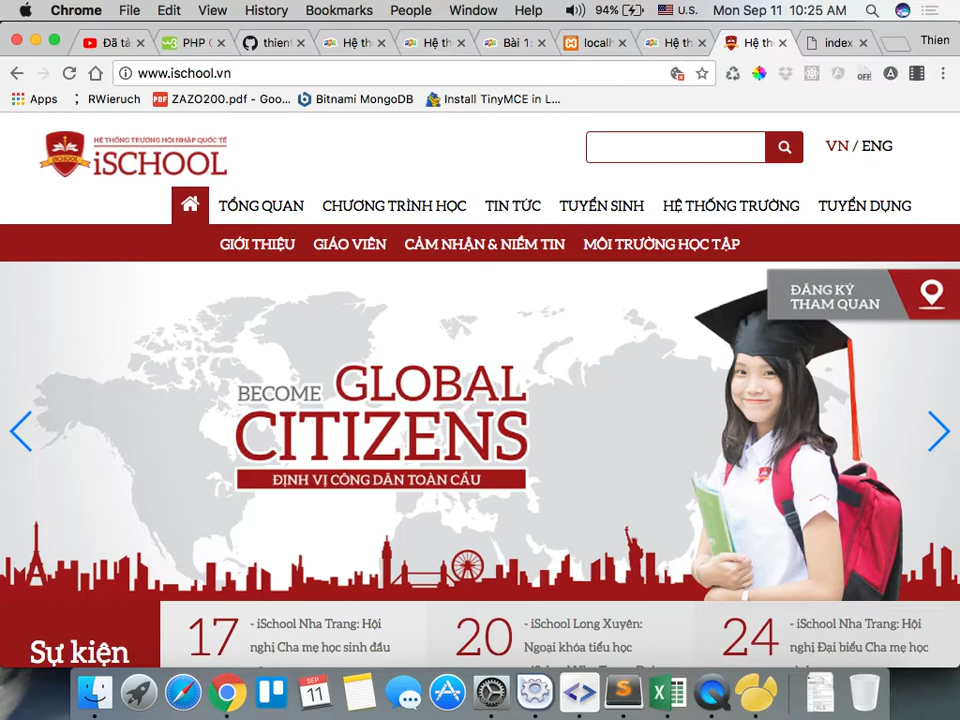 Chrome File Edit View History Bookmarks People Window Help 94% U.S. Mon Sep 11 10:25 AM
Đã tả PHP thient Hệ th Hệ th Bài 1: localh Hệ th Hệ th index Thien
www.ischool.vn OFF
Apps ; RWieruch ZAZO200.pdf - Goo... Bitnami MongoDB Install TinyMCE in L...
HỆ THỐNG TRƯỜNG HỘI NHẬP QUỐC TẾ
iSCHOOL
VN / ENG
TỔNG QUAN CHƯƠNG TRÌNH HỌC TIN TỨC TUYỂN SINH HỆ THỐNG TRƯỜNG TUYỂN DỤNG
GIỚI THIỆU GIÁO VIÊN CẢM NHẬN & NIỀM TIN MÔI TRƯỜNG HỌC TẬP
ĐĂNG KÝ
THAM QUAN
BECOME GLOBAL
CITIZENS
ĐỊNH VỊ CÔNG DÂN TOÀN CẦU
Sự kiện
17 - iSchool Nha Trang: Hội
nghị Cha mẹ học sinh đầu
20 - iSchool Long Xuyên:
Ngoại khóa tiểu học
24 - iSchool Nha Trang: Hội
nghị Đại biểu Cha mẹ học
SEP
11